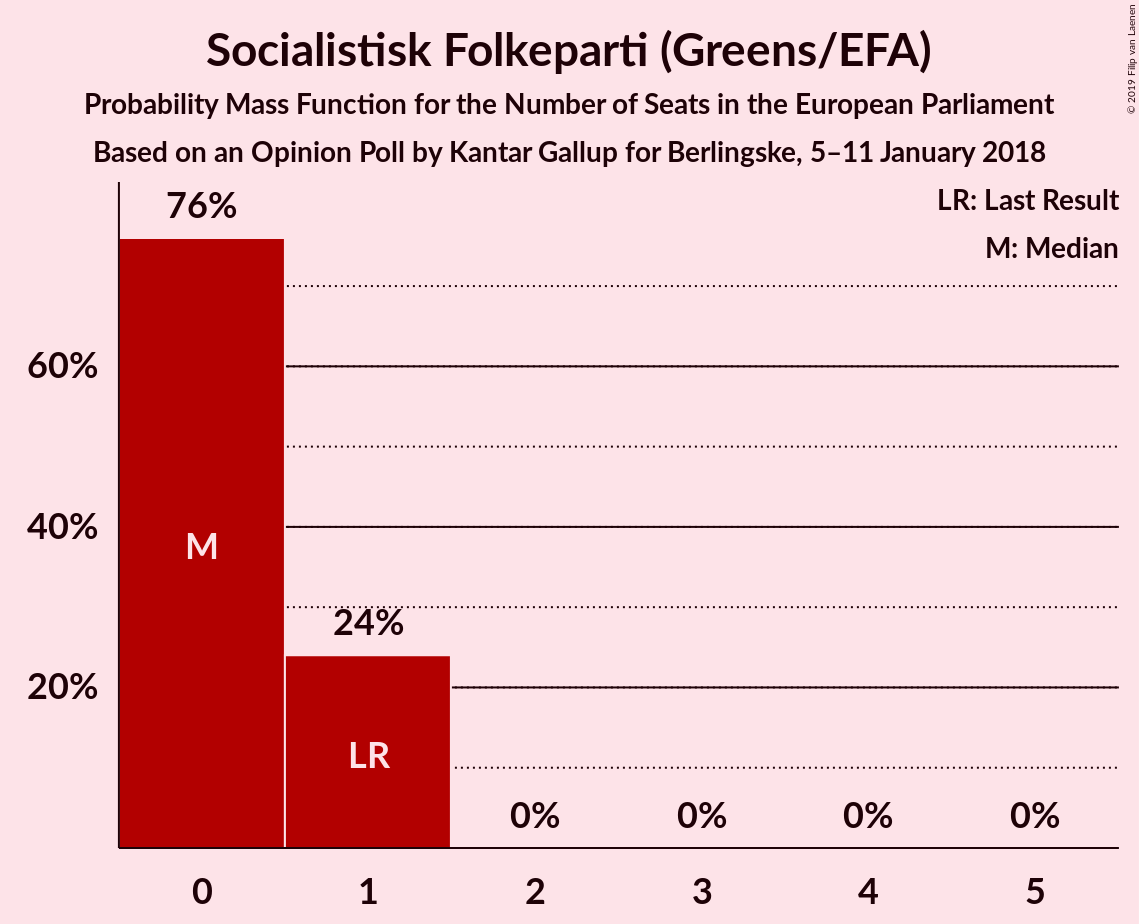 Socialistisk Folkeparti (Greens/EFA)
Probability Mass Function for the Number of Seats in the European Parliament
Based on an Opinion Poll by Kantar Gallup for Berlingske, 5–11 January 2018
© 2019 Filip van Laenen
LR: Last Result
M: Median
76%
60%
40%
M
24%
20%
LR
0% 0% 0% 0%
0 1 2 3 4 5